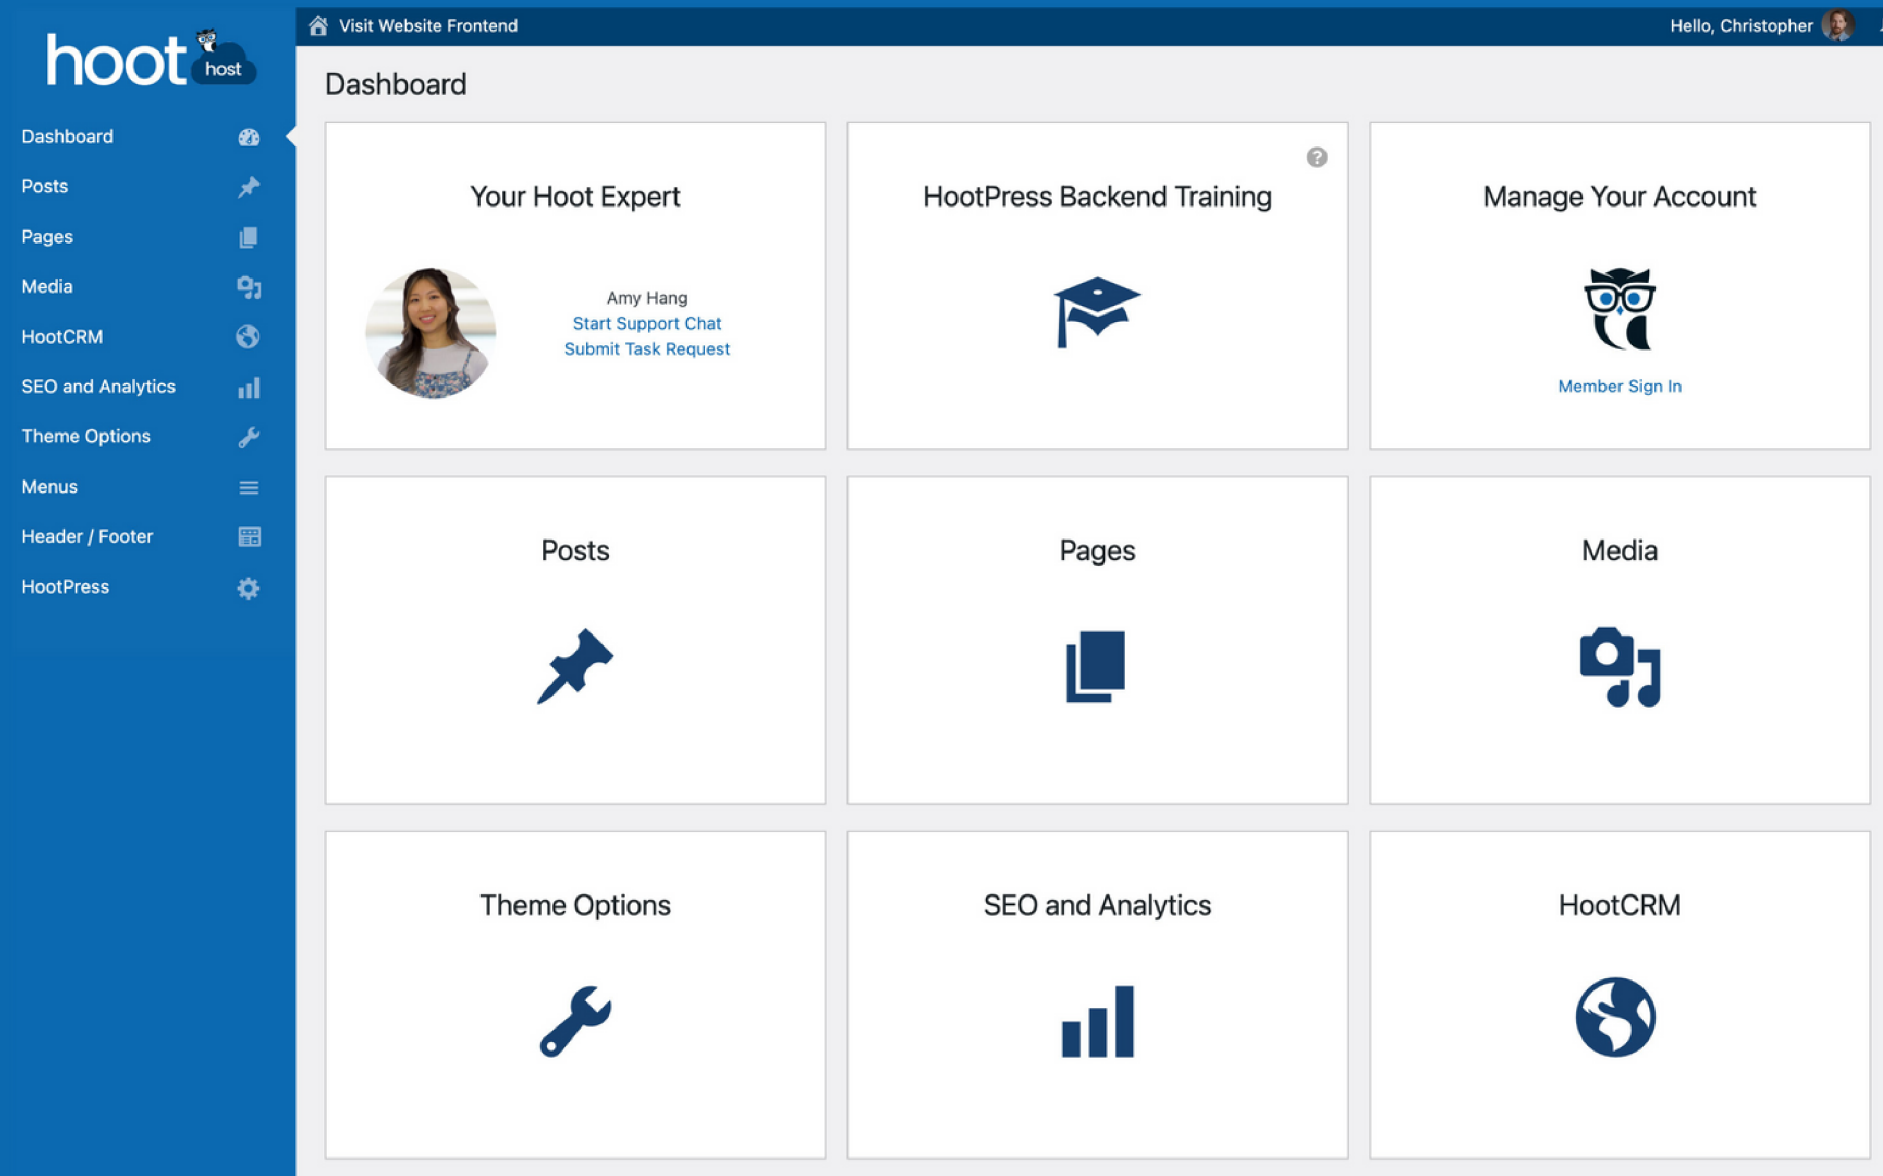 hoot
host
Visit Website Frontend
Hello, Christopher
Dashboard
Posts
Pages
Media
HootCRM
SEO and Analytics
Theme Options
Menus
Header / Footer
HootPress
Dashboard
Your Hoot Expert
Amy Hang
Start Support Chat
Submit Task Request
HootPress Backend Training
?
Manage Your Account
Member Sign In
Posts
Pages
Media
Theme Options
SEO and Analytics
HootCRM